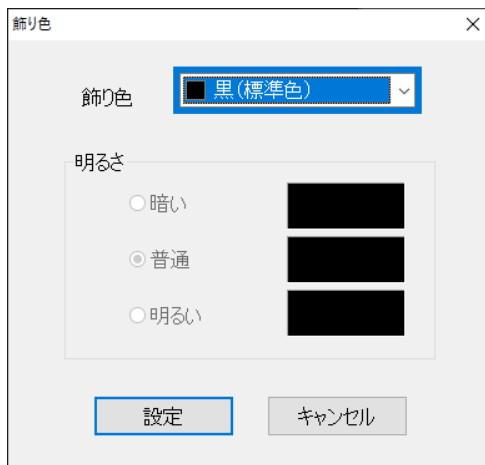 飾り色
飾り色 黒(標準色)
明るさ
暗い
普通
明るい
設定 キャンセル